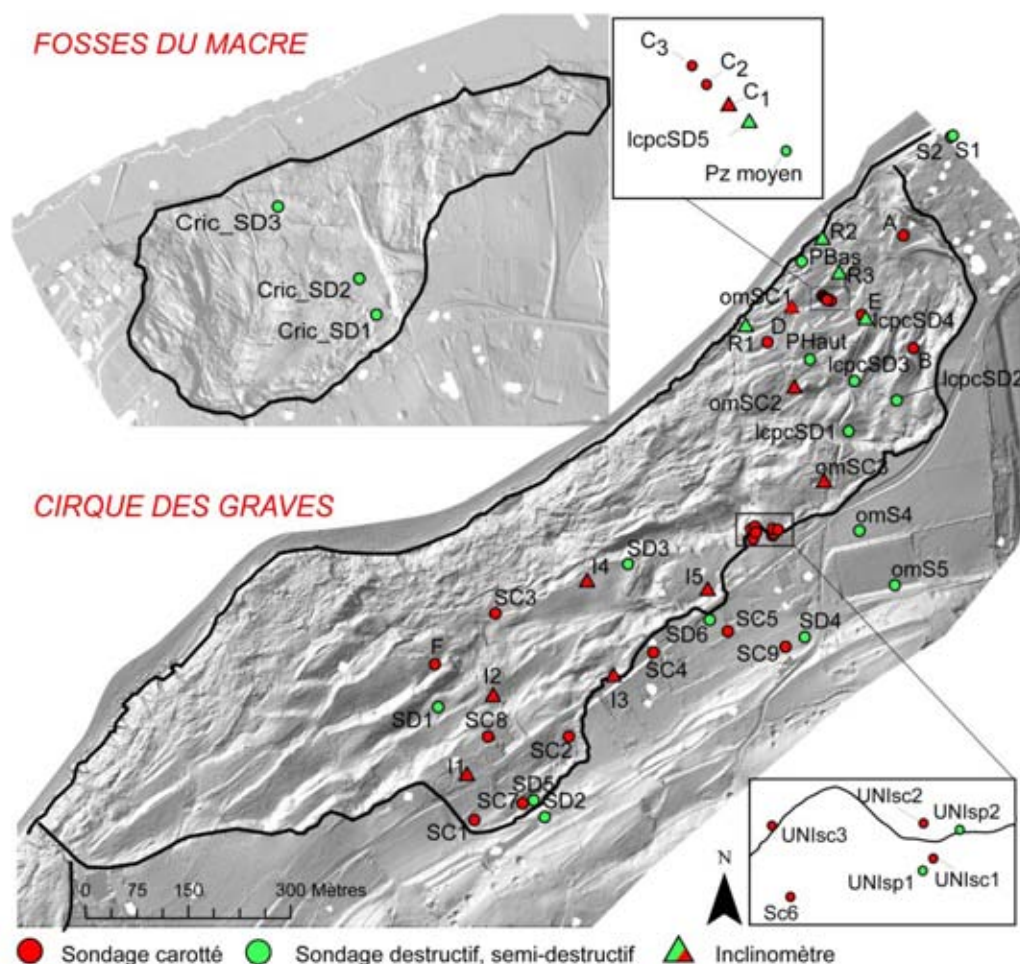 FOSSES DU MACRE
C3
C2
C1
lcpcSD5
Pz moyen
S2
S1
A
R2
PBas
R3
Cric_SD3
Cric_SD2
Cric_SD1
omSC1
E
lcpcSD4
R1
D
PHaut
B
lcpcSD3
lcpcSD2
omSC2
lcpcSD1
omSC3
CIRQUE DES GRAVES
omS4
SD3
I4
I5
omS5
SC3
SD6
SC5
SD4
SC4
SC9
F
I2
I3
SD1
SC8
SC2
I1
SD5
SC7
SD2
SC1
UNIsc2
UNIsp2
UNIsc3
UNIsp1
UNIsc1
Sc6
N
0 75 150 300 Mètres
Sondage carotté
Sondage destructif, semi-destructif
Inclinomètre